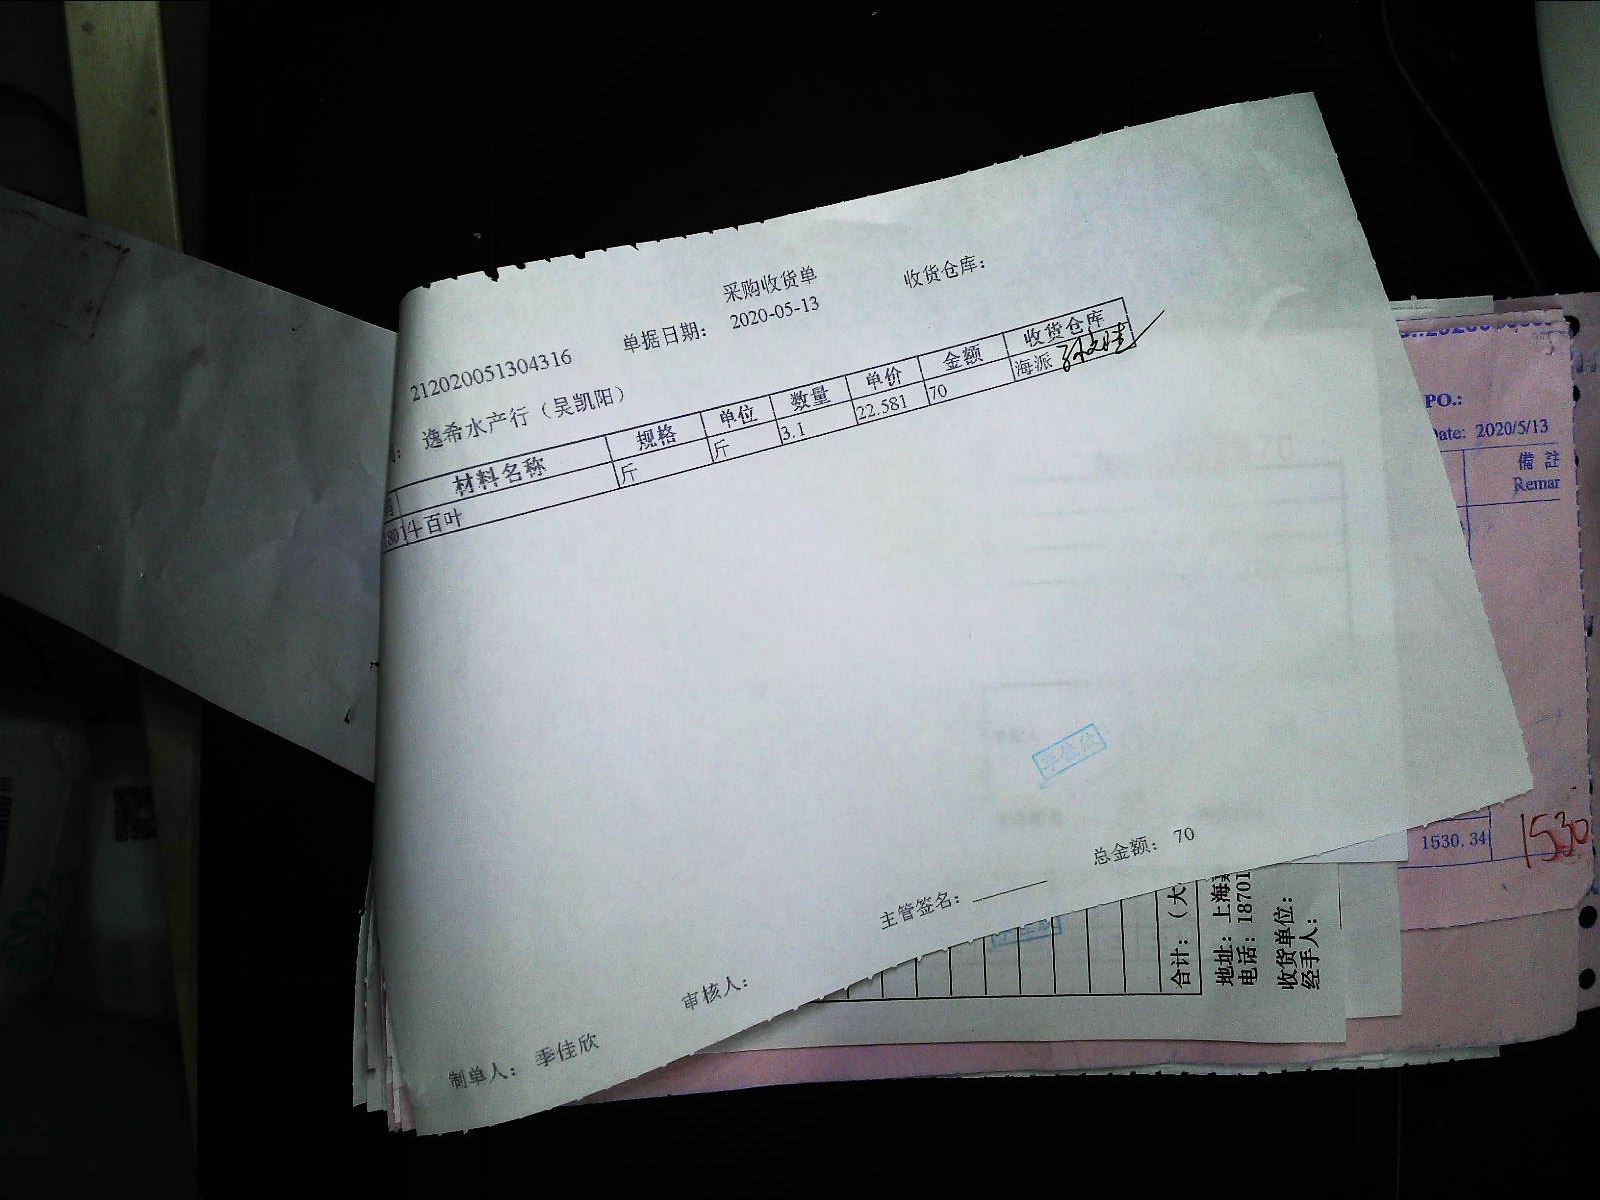 采购收货单
收货仓库：
单据日期： 2020-05-13
212020051304316
逸希水产行（吴凯阳）
材料名称 规格 单位 数量 单价 金额 收货仓库
801 牛百叶 斤 斤 3.1 22.581 70 海派
季佳欣
总金额： 70
主管签名：
审核人：
制单人： 季佳欣
PO.:
Date: 2020/5/13
備註
Remar
1530.34
1530
合计：（大
地址：上海
电话：18701
收货单位：
经手人：